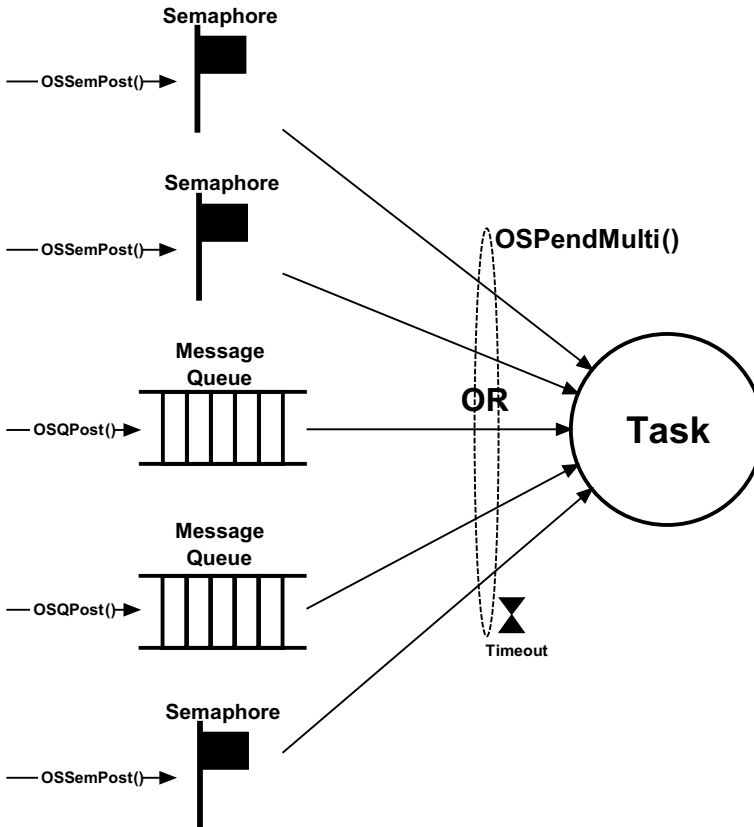 Semaphore
OSSemPost()
Semaphore
OSSemPost()
OSPendMulti()
Message
Queue
OSQPost()
OR
Task
Message
Queue
OSQPost()
Timeout
Semaphore
OSSemPost()